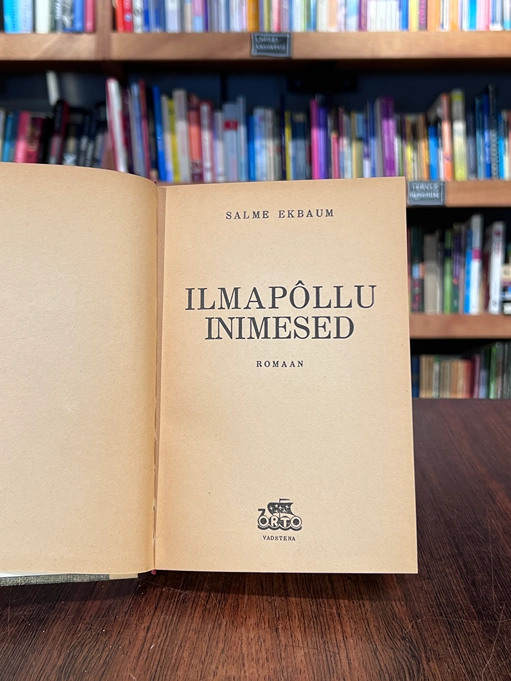 SALME EKBAUM
ILMAPÔLLU
INIMESED
ROMAAN
ORTO
VADSTENA